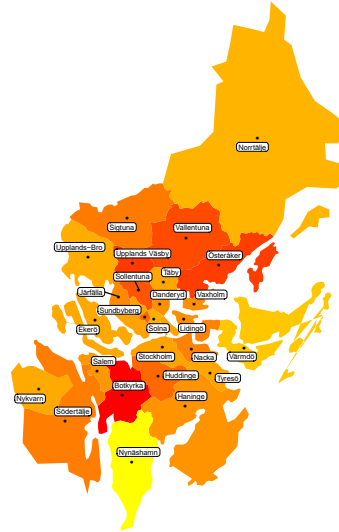 Norrtälje
Sigtuna
Vallentuna
Upplands−Bro
Upplands Väsby
Österåker
Täby
Sollentuna
Järfälla
Danderyd
Vaxholm
Sundbyberg
Ekerö
Solna
Lidingö
Stockholm
Nacka
Värmdö
Salem
Huddinge
Tyresö
Botkyrka
Nykvarn
Haninge
Södertälje
Nynäshamn